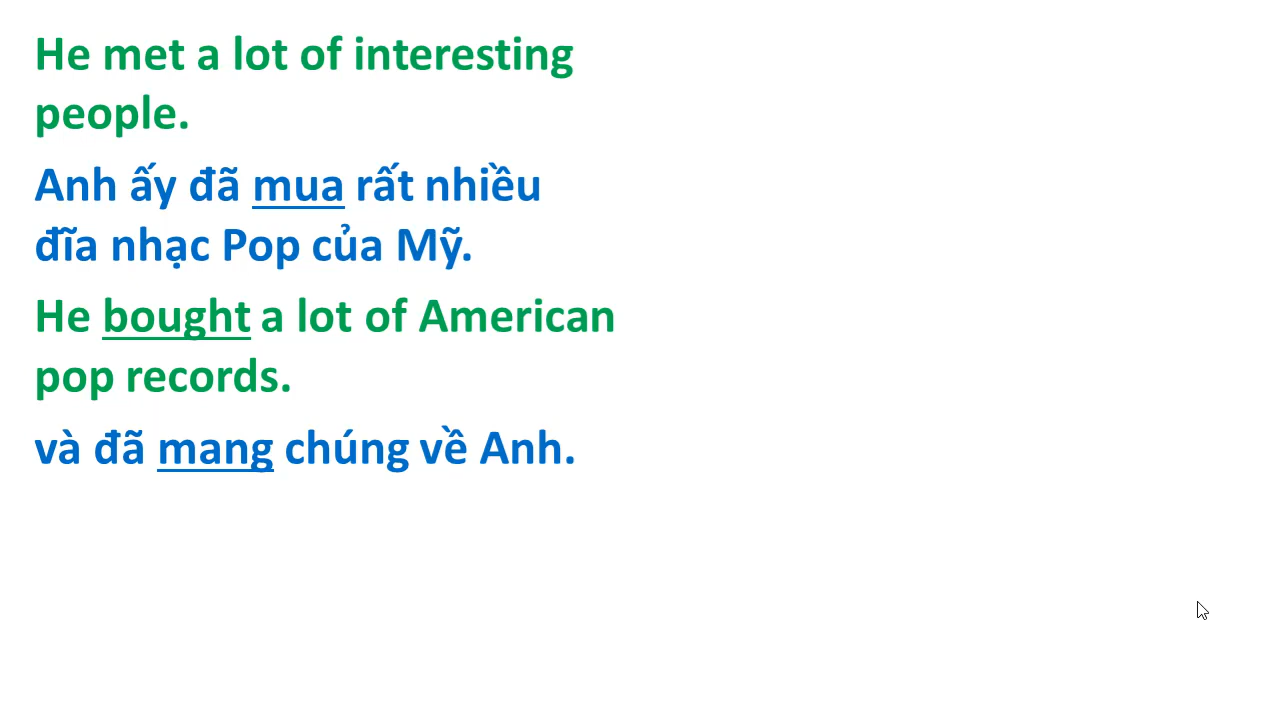 He met a lot of interesting
people.
Anh ấy đã mua rất nhiều
đĩa nhạc Pop của Mỹ.
He bought a lot of American
pop records.
và đã mang chúng về Anh.